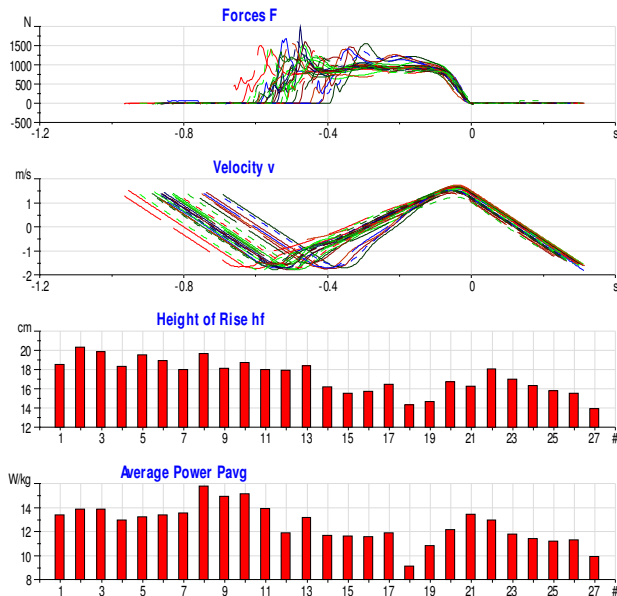 Forces F
N
1500
1000
500
0
-500
-1.2 -0.8 -0.4 0 s
Velocity v
m/s
1
0
-1
-2
-1.2 -0.8 -0.4 0 s
Height of Rise hf
cm
20
18
16
14
12
1 3 5 7 9 11 13 15 17 19 21 23 25 27 #
Average Power Pavg
W/kg
14
12
10
8
1 3 5 7 9 11 13 15 17 19 21 23 25 27 #